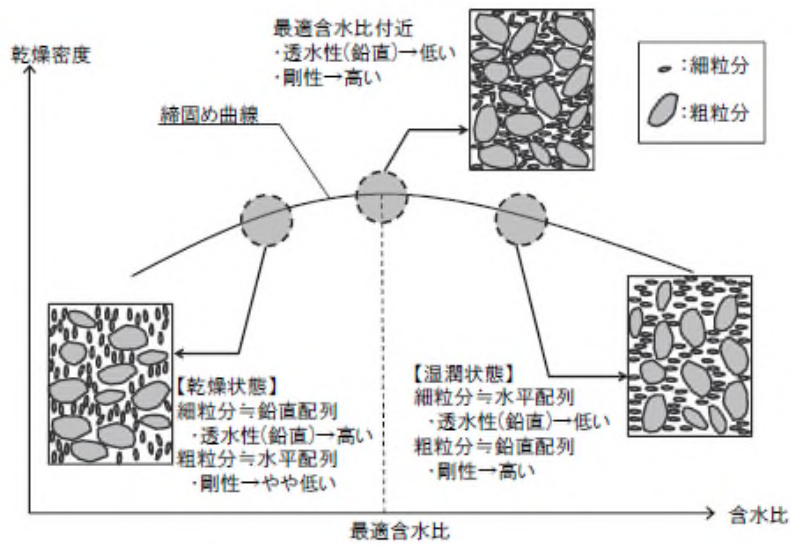 最適含水比付近
・透水性(鉛直)→低い
・剛性→高い
乾燥密度
:細粒分
:粗粒分
締固め曲線
【乾燥状態】
細粒分≒鉛直配列
・透水性(鉛直)→高い
粗粒分≒水平配列
・剛性→やや低い
【湿潤状態】
細粒分≒水平配列
・透水性(鉛直)→低い
粗粒分≒鉛直配列
・剛性→高い
最適含水比
含水比